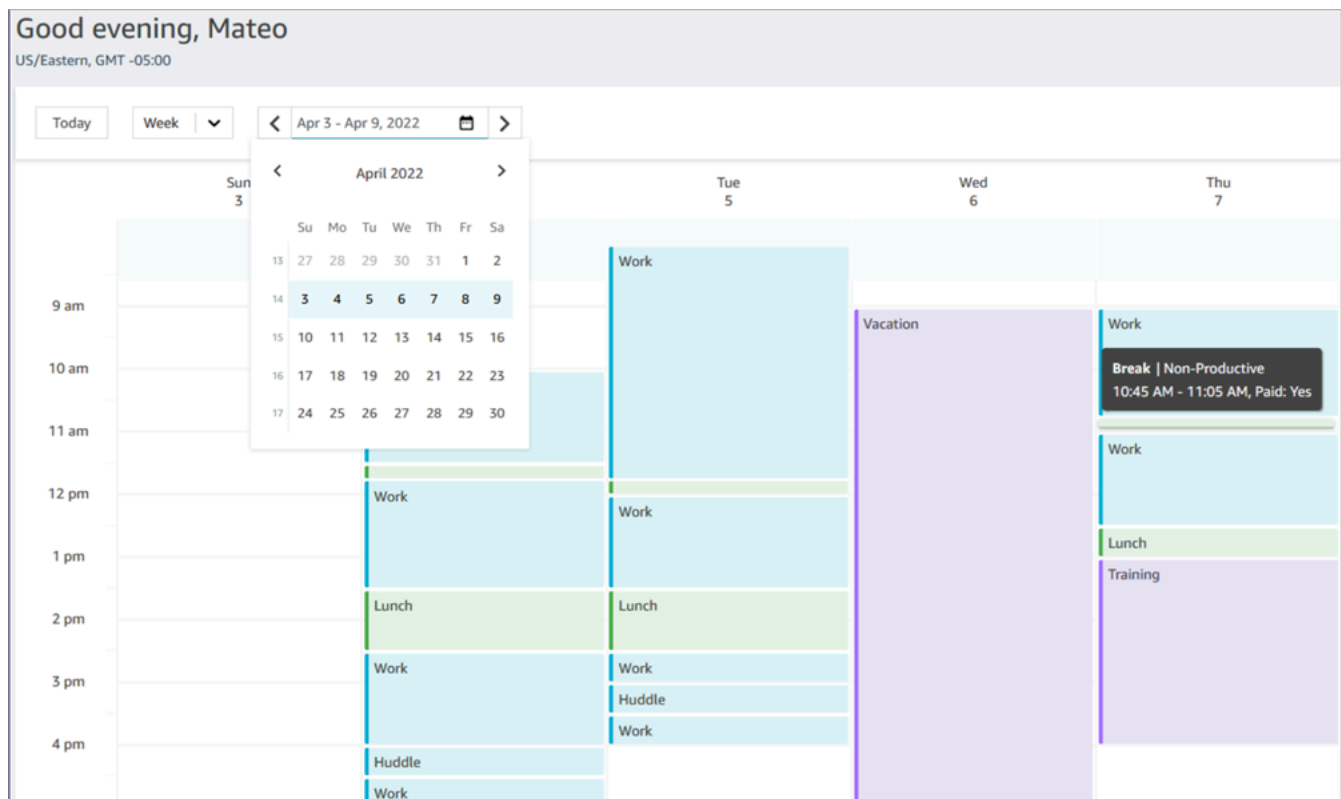 Good evening, Mateo
US/Eastern, GMT -05:00
Today
Week
Apr 3 - Apr 9, 2022
April 2022
Su Mo Tu We Th Fr Sa
13 27 28 29 30 31 1 2
14 3 4 5 6 7 8 9
15 10 11 12 13 14 15 16
16 17 18 19 20 21 22 23
17 24 25 26 27 28 29 30
Sun
3
Tue
5
Wed
6
Thu
7
9 am
10 am
11 am
12 pm
1 pm
2 pm
3 pm
4 pm
Work
Lunch
Work
Huddle
Work
Work
Work
Lunch
Work
Huddle
Work
Vacation
Work
Break | Non-Productive
10:45 AM - 11:05 AM, Paid: Yes
Work
Lunch
Training